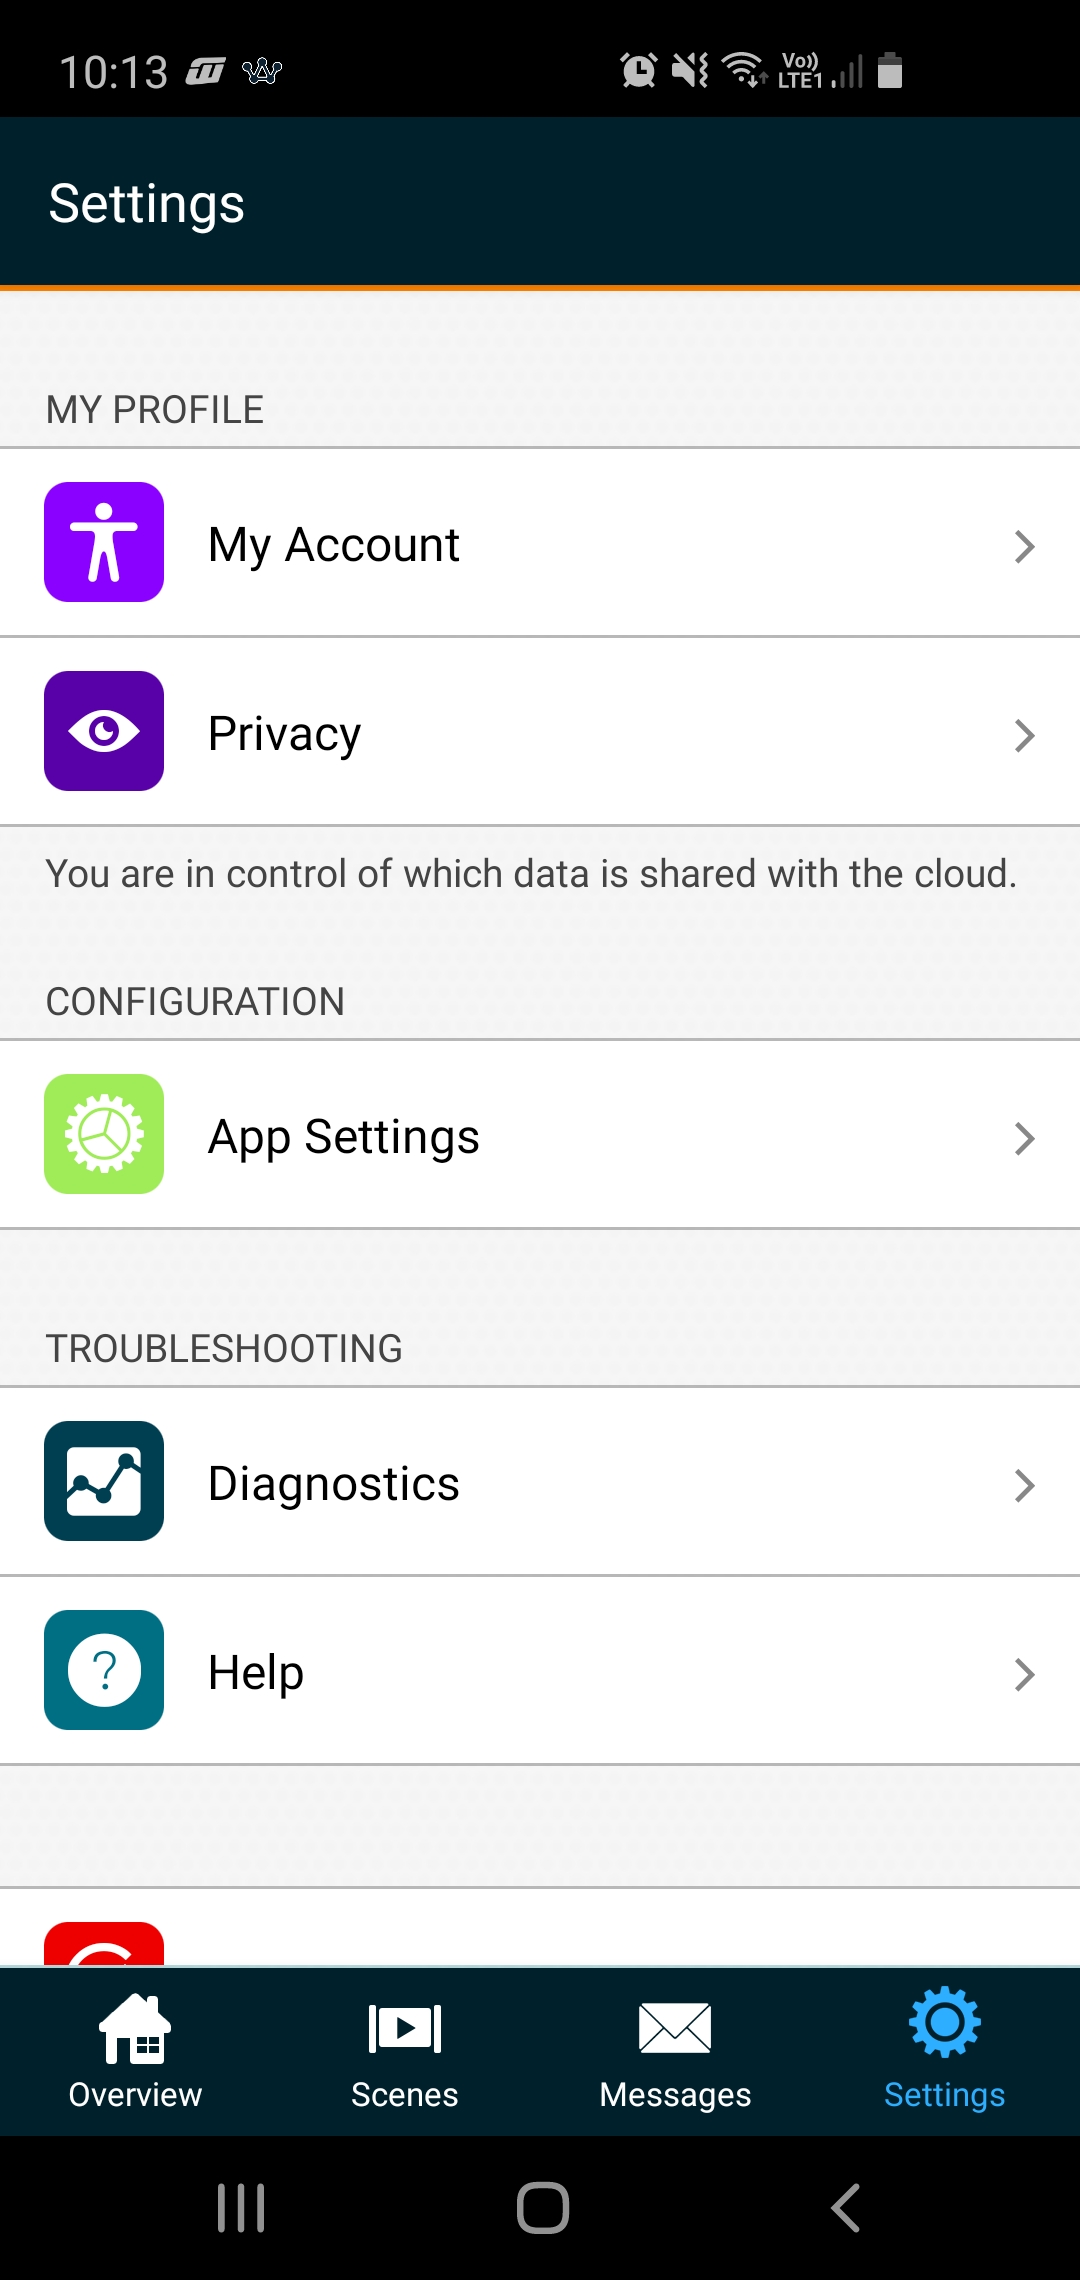 10:13
Vo))
LTE1
Settings
MY PROFILE
My Account
Privacy
You are in control of which data is shared with the cloud.
CONFIGURATION
App Settings
TROUBLESHOOTING
Diagnostics
?
Help
Overview
Scenes
Messages
Settings